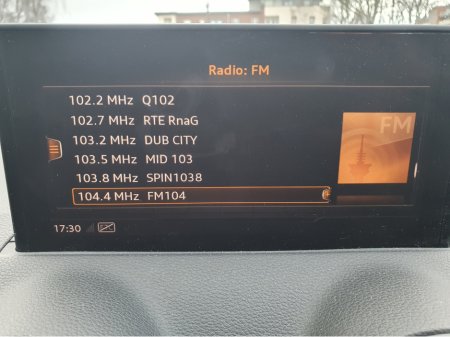 Radio: FM
102.2 MHz Q102
102.7 MHz RTE RnaG
103.2 MHz DUB CITY
103.5 MHz MID 103
103.8 MHz SPIN1038
104.4 MHz FM104
FM
17:30